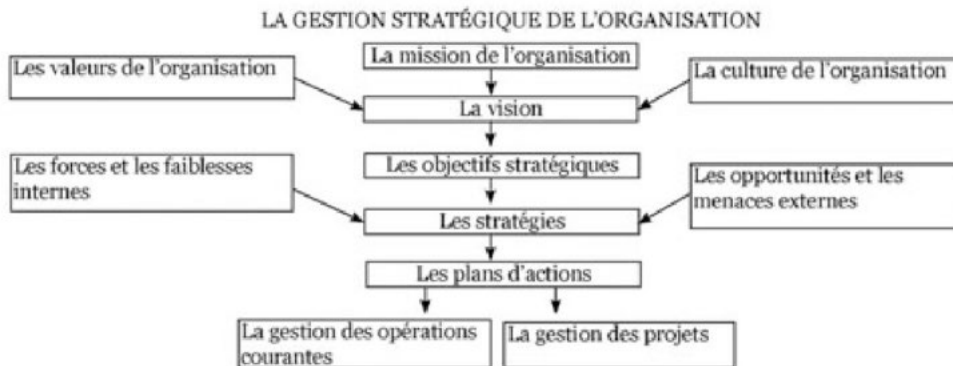 LA GESTION STRATÉGIQUE DE L'ORGANISATION
Les valeurs de l'organisation
La mission de l'organisation
La culture de l'organisation
La vision
Les forces et les faiblesses
internes
Les objectifs stratégiques
Les opportunités et les
menaces externes
Les stratégies
Les plans d'actions
La gestion des opérations
courantes
La gestion des projets